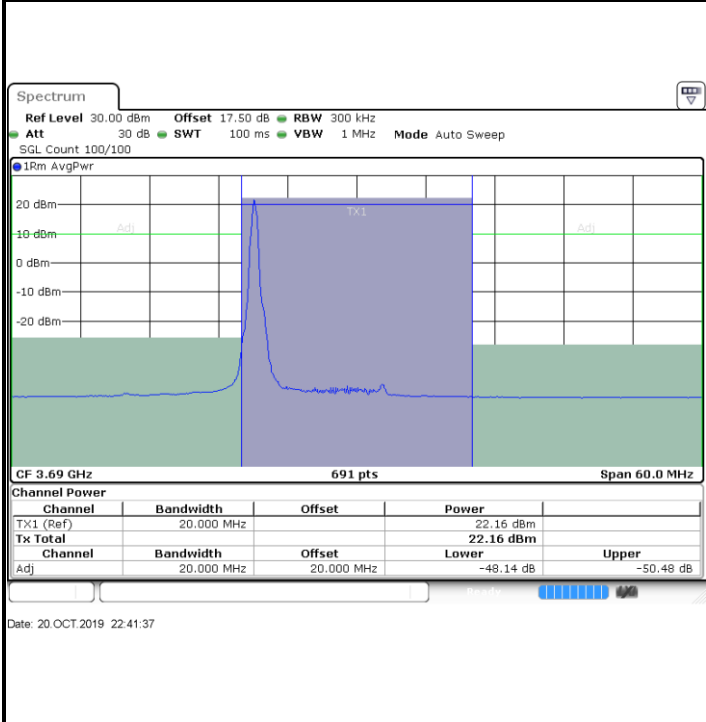 Spectrum
Ref Level 30.00 dBm Offset 17.50 dB RBW 300 kHz
Att 30 dB SWT 100 ms VBW 1 MHz Mode Auto Sweep
SGL Count 100/100
1Rm AvgPwr
20 dBm
TX1
Adj Adj
10 dBm
0 dBm
-10 dBm
-20 dBm
CF 3.69 GHz 691 pts Span 60.0 MHz
Channel Power
Channel Bandwidth Offset Power
TX1 (Ref) 20.000 MHz 22.16 dBm
Tx Total 22.16 dBm
Channel Bandwidth Offset Lower Upper
Adj 20.000 MHz 20.000 MHz -48.14 dB -50.48 dB
Ready
Date: 20.OCT.2019 22:41:37